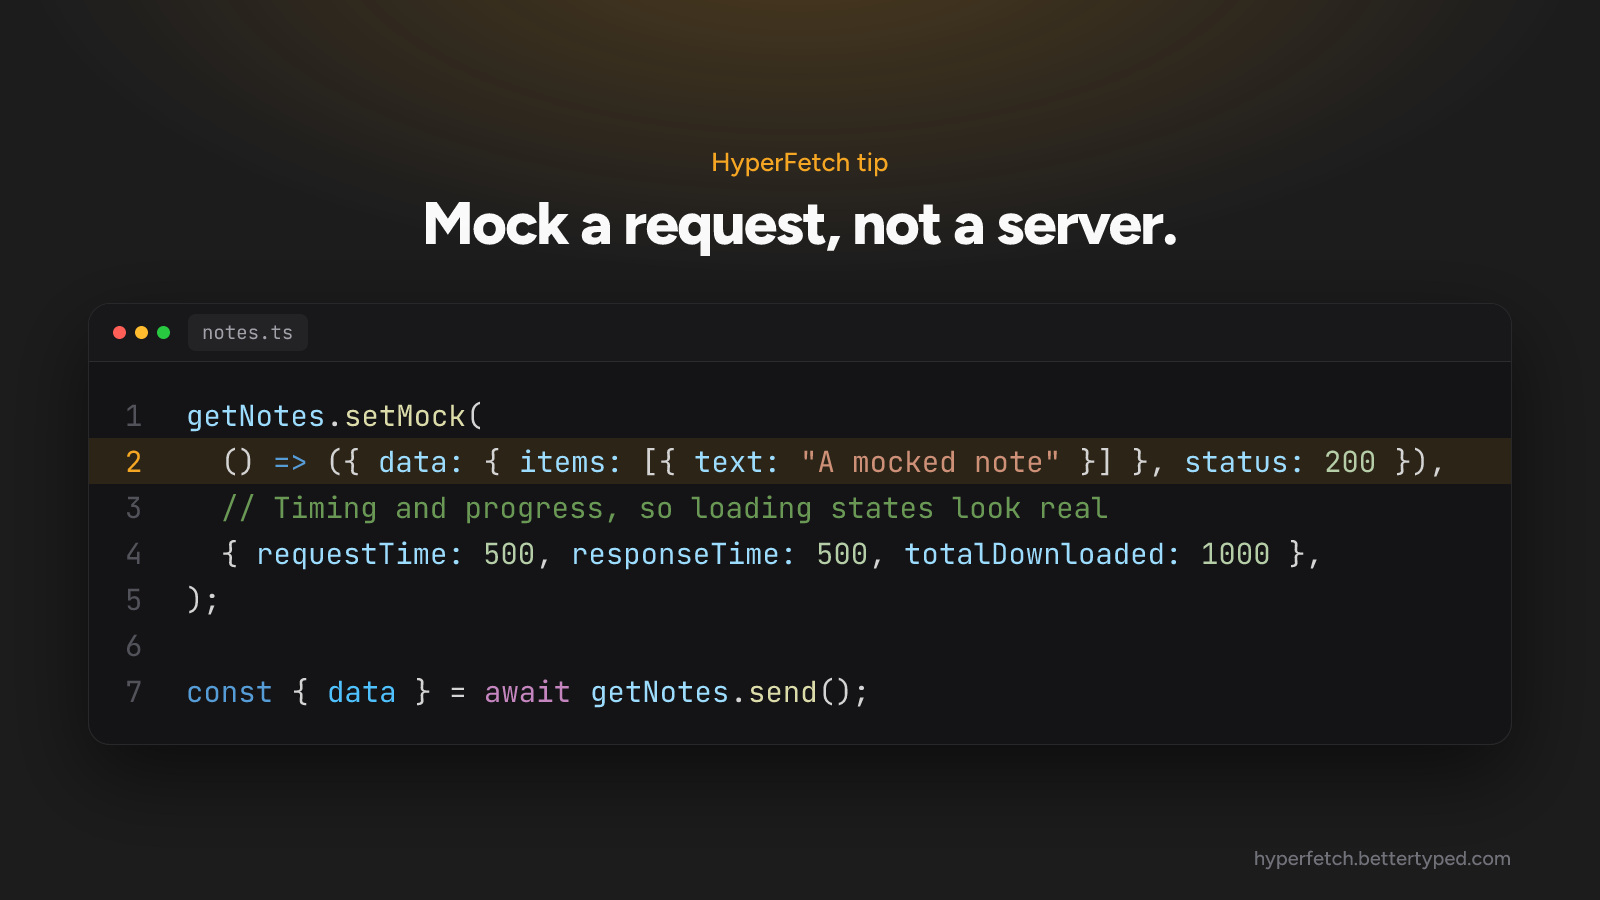 HyperFetch tip
Mock a request, not a server.
notes.ts
1 getNotes.setMock(
2 () => ({ data: { items: [{ text: "A mocked note" }] }, status: 200 }),
3 // Timing and progress, so loading states look real
4 { requestTime: 500, responseTime: 500, totalDownloaded: 1000 },
5 );
6
7 const { data } = await getNotes.send();
hyperfetch.bettertyped.com